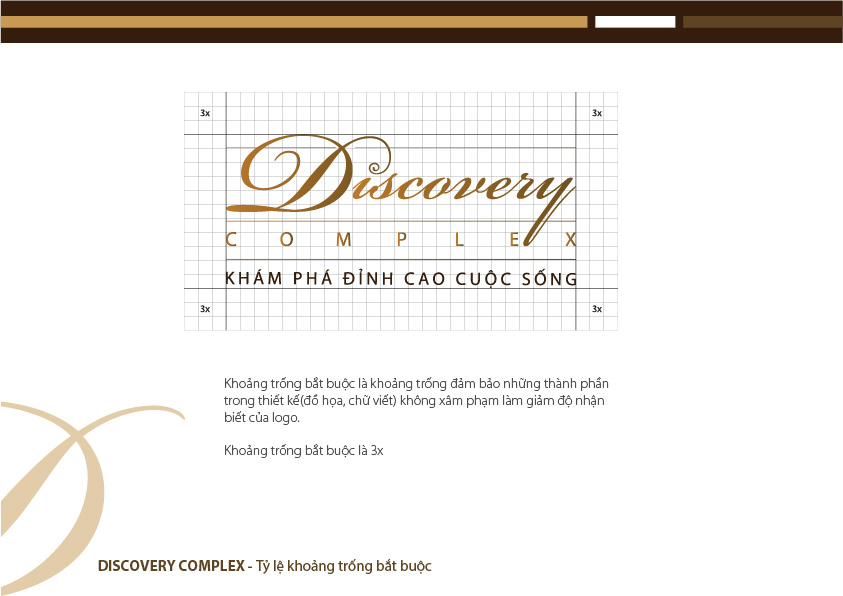 3x 3x
Discovery
COMPLEX
KHÁM PHÁ ĐỈNH CAO CUỘC SỐNG
3x 3x
Khoảng trống bắt buộc là khoảng trống đảm bảo những thành phần
trong thiết kế(đồ họa, chữ viết) không xâm phạm làm giảm độ nhận
biết của logo.
Khoảng trống bắt buộc là 3x
DISCOVERY COMPLEX - Tỷ lệ khoảng trống bắt buộc